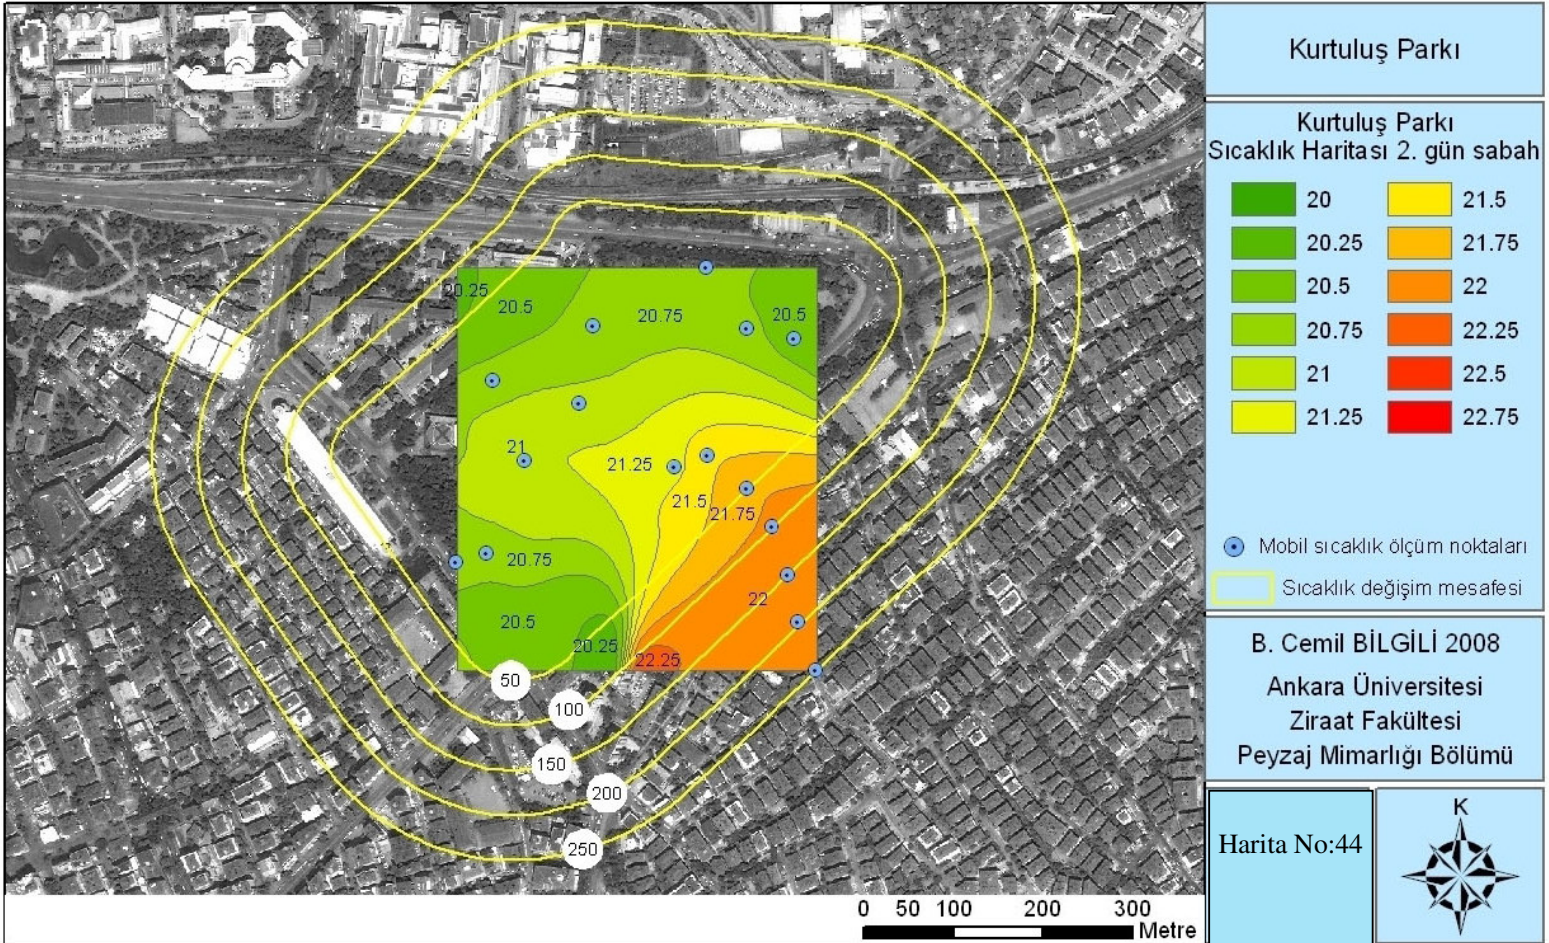 Kurtuluş Parkı
Kurtuluş Parkı
Sıcaklık Haritası 2. gün sabah
20 21.5
20.25 21.75
20.5 22
20.75 22.25
21 22.5
21.25 22.75
Mobil sıcaklık ölçüm noktaları
Sıcaklık değişim mesafesi
B. Cemil BİLGİLİ 2008
Ankara Üniversitesi
Ziraat Fakültesi
Peyzaj Mimarlığı Bölümü
Harita No:44
K
20.25
20.5
20.75
20.5
21
21.25
21.5
21.75
20.75
22
20.5
20.25
22.25
50
100
150
200
250
0 50 100 200 300
Metre